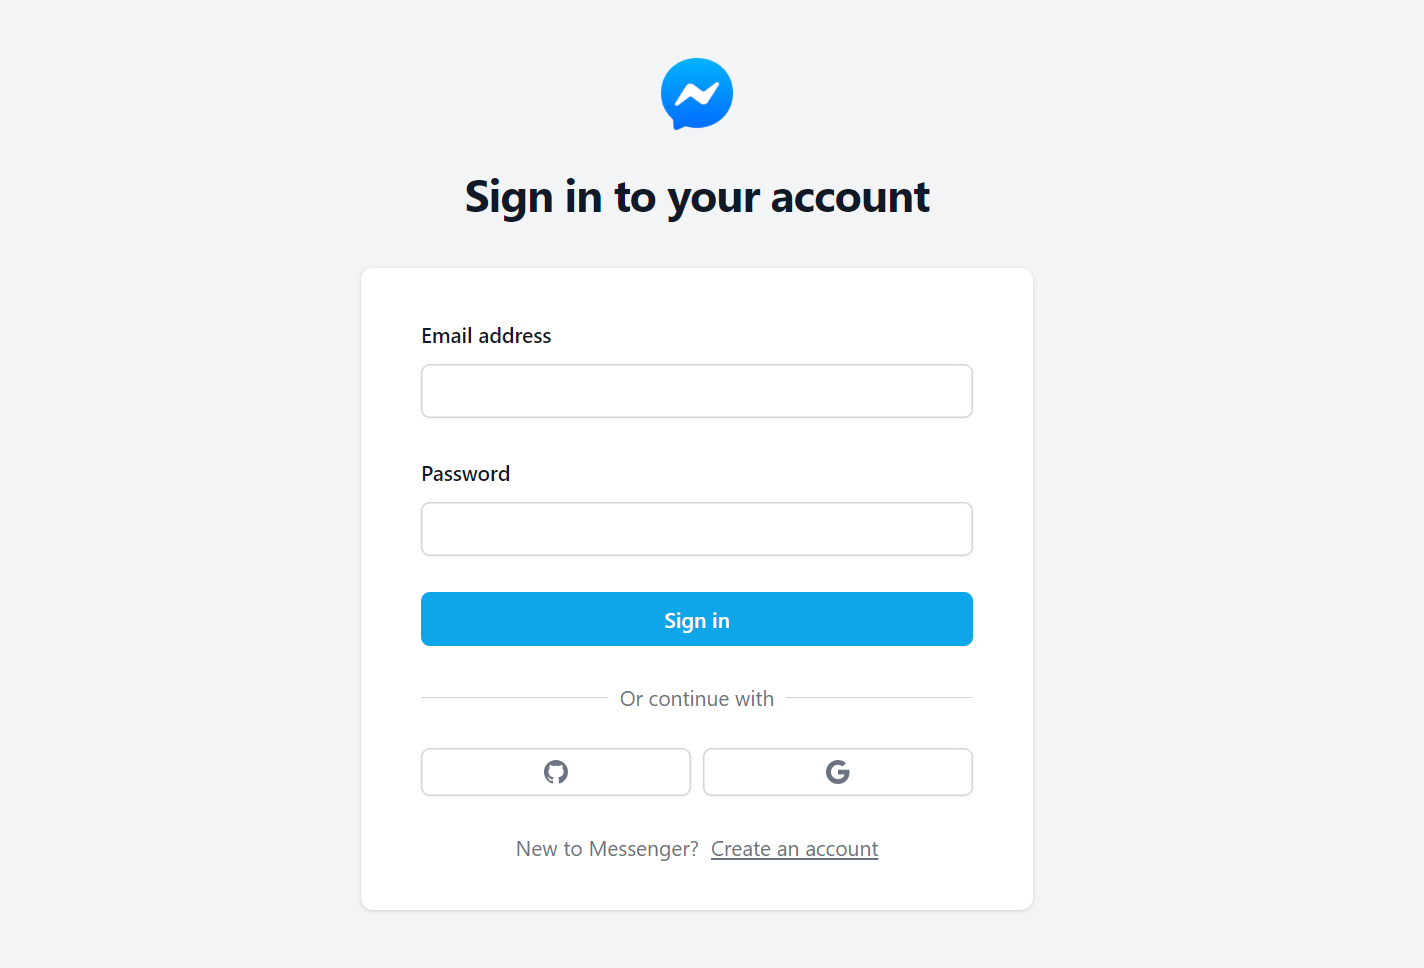 Sign in to your account
Email address
Password
Sign in
Or continue with
New to Messenger? Create an account